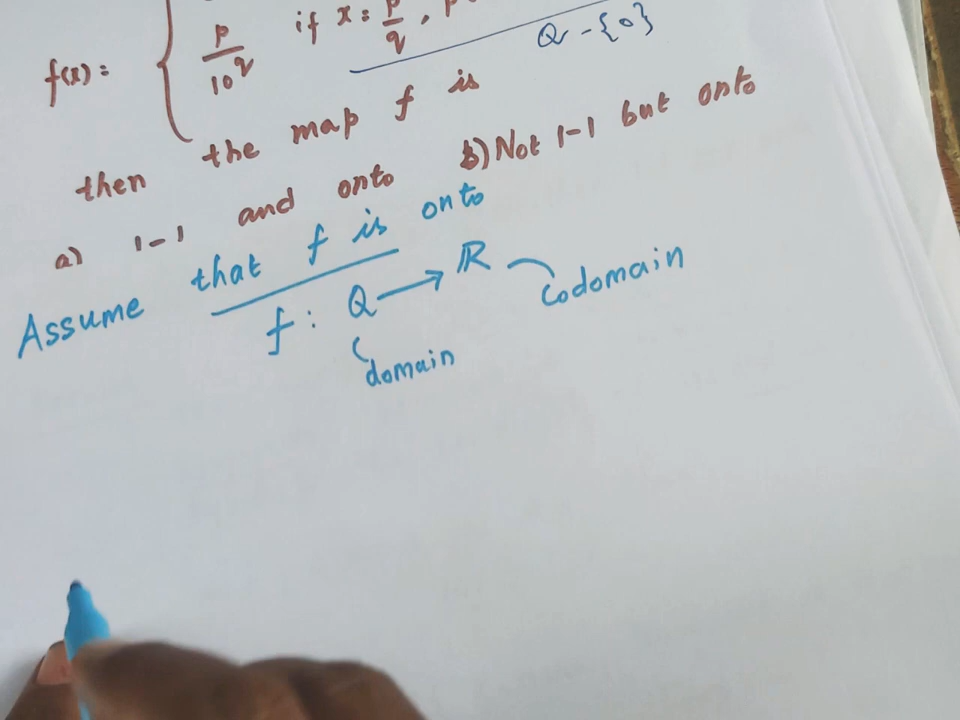 f(x) = { p/10^q if x = p/q , p
Q - {0}
then the map f is
a) 1-1 and onto b) Not 1-1 but onto
Assume that f is onto
f : Q → R codomain
domain